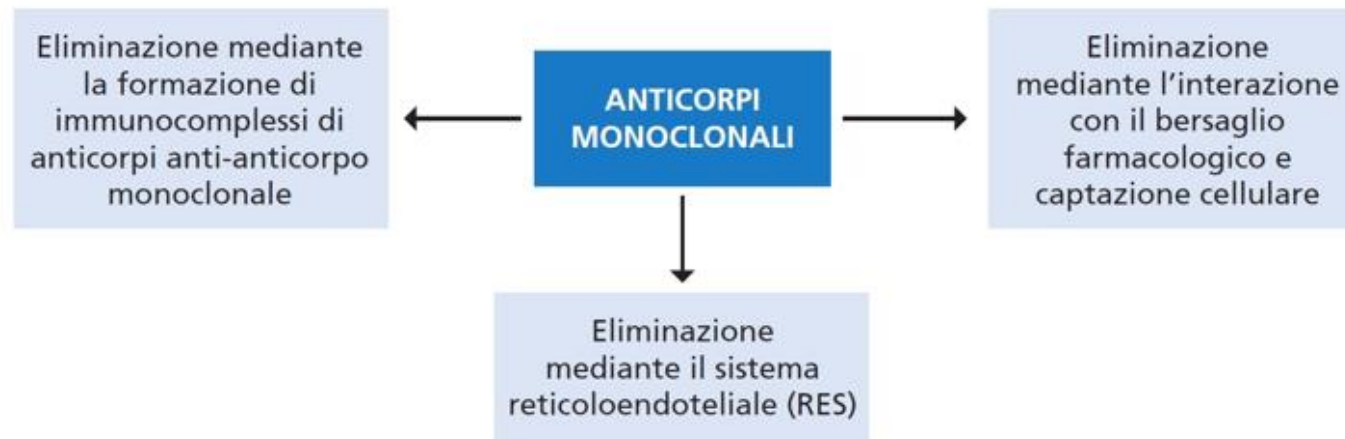 Eliminazione mediante
la formazione di
immunocomplessi di
anticorpi anti-anticorpo
monoclonale
ANTICORPI
MONOCLONALI
Eliminazione
mediante l’interazione
con il bersaglio
farmacologico e
captazione cellulare
Eliminazione
mediante il sistema
reticoloendoteliale (RES)